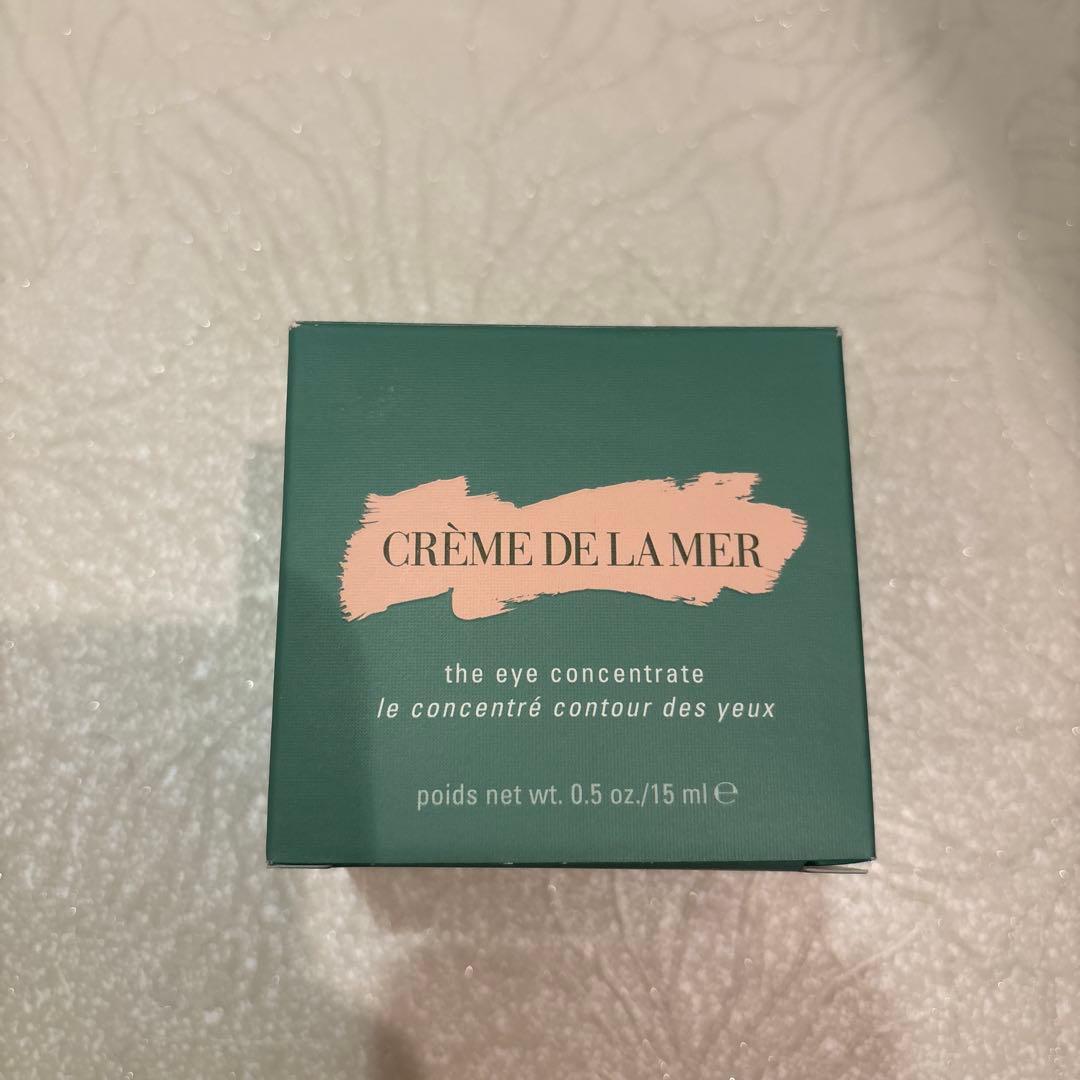 CRÈME DE LA MER
the eye concentrate
le concentré contour des yeux
poids net wt. 0.5 oz./15 ml ℮